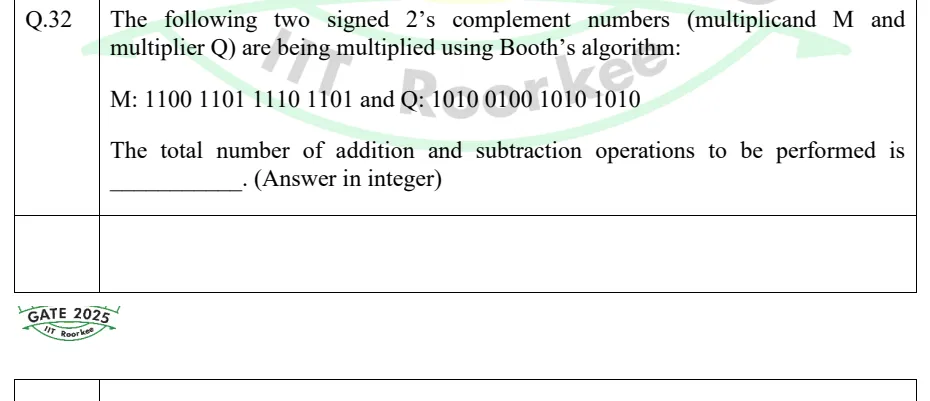 Q.32 The following two signed 2’s complement numbers (multiplicand M and
multiplier Q) are being multiplied using Booth’s algorithm:
M: 1100 1101 1110 1101 and Q: 1010 0100 1010 1010
The total number of addition and subtraction operations to be performed is
___________. (Answer in integer)
IIT Roorkee
GATE 2025
IIT Roorkee